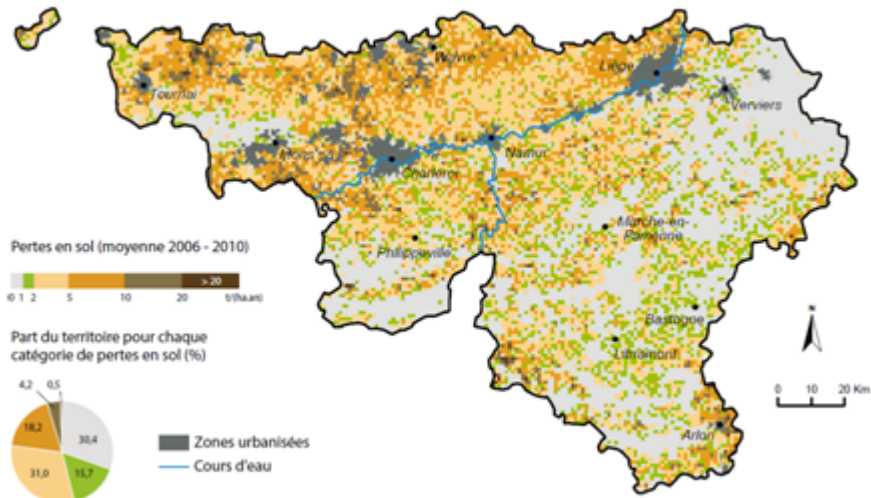 Wavre
Liège
Tournai
Verviers
Mons
Namur
Charleroi
Marche-en-
Famenne
Philippeville
Pertes en sol (moyenne 2006 - 2010)
> 20
0 1 2 5 10 20 t/(ha.an)
Bastogne
Libramont
Part du territoire pour chaque
catégorie de pertes en sol (%)
N
0 10 20 Km
4,2 0,5
18,2
30,4
31,0
15,7
Zones urbanisées
Cours d'eau
Arlon